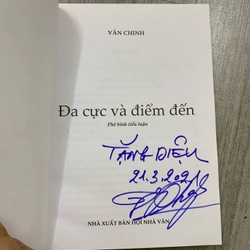 VĂN CHINH
Đa cực và điểm đến
Phê bình tiểu luận
TẶNG DIỆU
21.3.2021
NHÀ XUẤT BẢN HỘI NHÀ VĂN